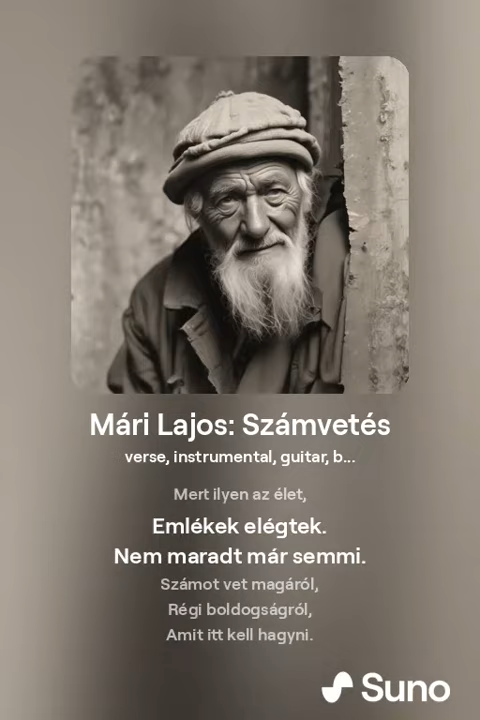 Mári Lajos: Számvetés
verse, instrumental, guitar, b...
Mert ilyen az élet,
Emlékek elégtek.
Nem maradt már semmi.
Számot vet magáról,
Régi boldogságról,
Amit itt kell hagyni.
Suno